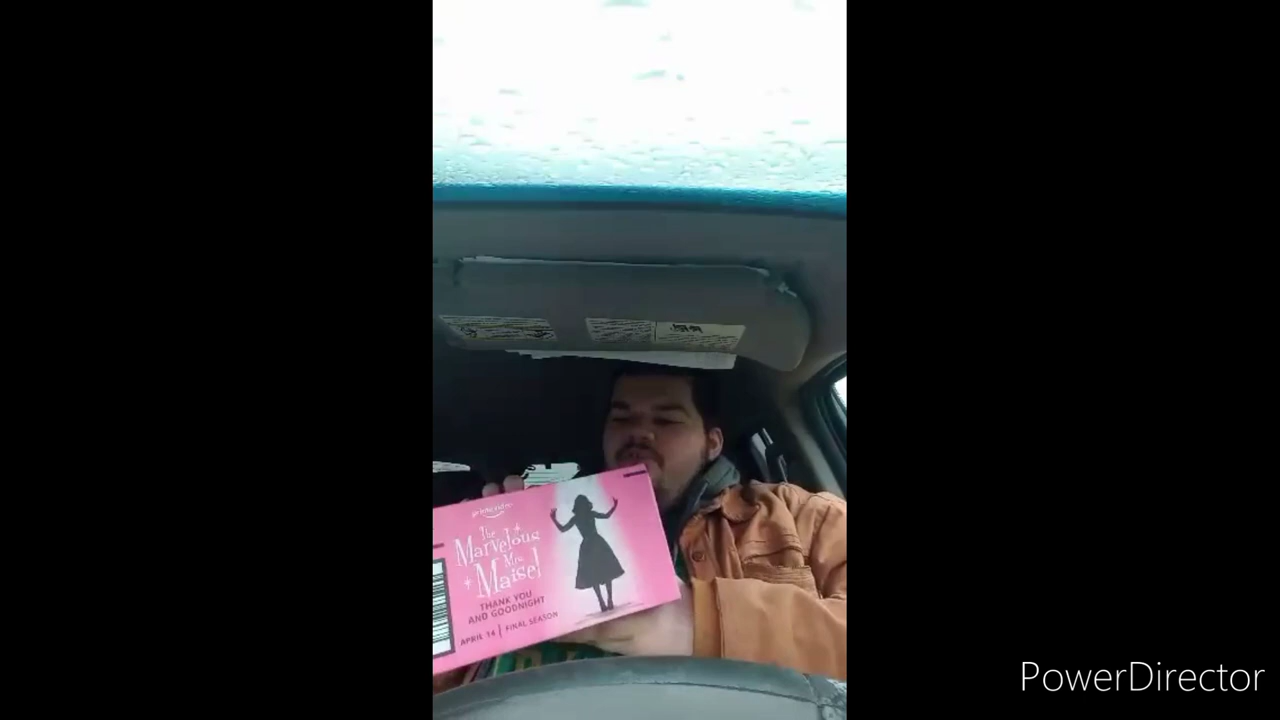 prime video
The
Marvelous
Mrs.
Maisel
THANK YOU
AND GOODNIGHT
APRIL 14 | FINAL SEASON
PowerDirector